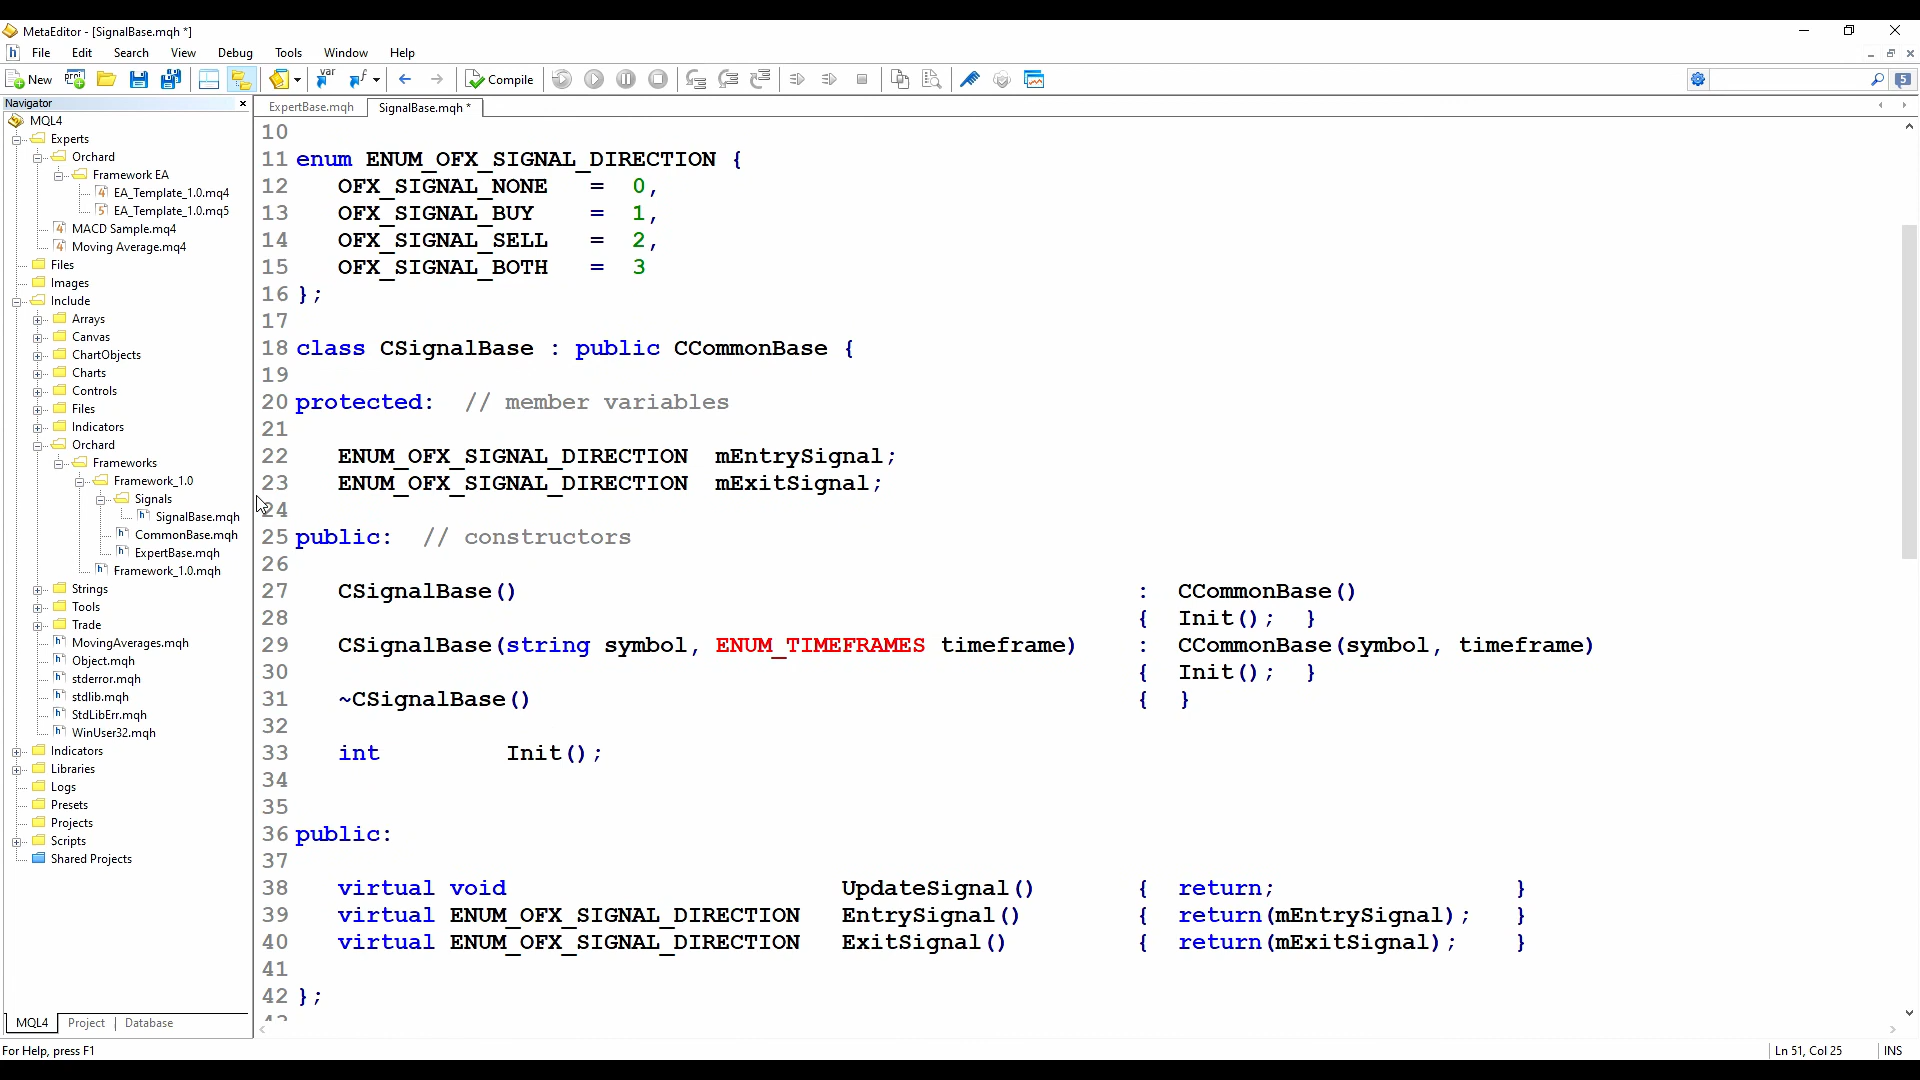 MetaEditor - [SignalBase.mqh *]
File Edit Search View Debug Tools Window Help
New Compile 5
Navigator
ExpertBase.mqh SignalBase.mqh *
MQL4
Experts
Orchard
Framework EA
EA_Template_1.0.mq4
EA_Template_1.0.mq5
MACD Sample.mq4
Moving Average.mq4
Files
Images
Include
Arrays
Canvas
ChartObjects
Charts
Controls
Files
Indicators
Orchard
Frameworks
Framework_1.0
Signals
SignalBase.mqh
CommonBase.mqh
ExpertBase.mqh
Framework_1.0.mqh
Strings
Tools
Trade
MovingAverages.mqh
Object.mqh
stderror.mqh
stdlib.mqh
StdLibErr.mqh
WinUser32.mqh
Indicators
Libraries
Logs
Presets
Projects
Scripts
Shared Projects
MQL4 Project Database
10
11 enum ENUM_OFX_SIGNAL_DIRECTION {
12 OFX_SIGNAL_NONE = 0,
13 OFX_SIGNAL_BUY = 1,
14 OFX_SIGNAL_SELL = 2,
15 OFX_SIGNAL_BOTH = 3
16 };
17
18 class CSignalBase : public CCommonBase {
19
20 protected: // member variables
21
22 ENUM_OFX_SIGNAL_DIRECTION mEntrySignal;
23 ENUM_OFX_SIGNAL_DIRECTION mExitSignal;
24
25 public: // constructors
26
27 CSignalBase() : CCommonBase()
28 { Init(); }
29 CSignalBase(string symbol, ENUM_TIMEFRAMES timeframe) : CCommonBase(symbol, timeframe)
30 { Init(); }
31 ~CSignalBase() { }
32
33 int Init();
34
35
36 public:
37
38 virtual void UpdateSignal() { return; }
39 virtual ENUM_OFX_SIGNAL_DIRECTION EntrySignal() { return(mEntrySignal); }
40 virtual ENUM_OFX_SIGNAL_DIRECTION ExitSignal() { return(mExitSignal); }
41
42 };
For Help, press F1 Ln 51, Col 25 INS